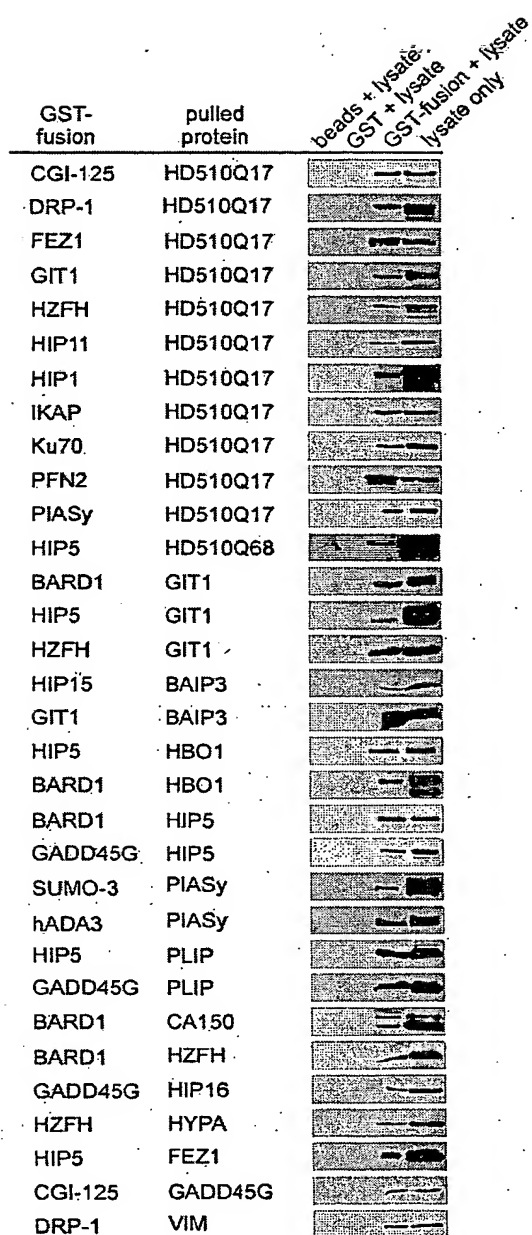 GST-fusion pulled protein beads + lysate GST + lysate GST-fusion + lysate lysate only
CGI-125 HD510Q17
DRP-1 HD510Q17
FEZ1 HD510Q17
GIT1 HD510Q17
HZFH HD510Q17
HIP11 HD510Q17
HIP1 HD510Q17
IKAP HD510Q17
Ku70 HD510Q17
PFN2 HD510Q17
PIASy HD510Q17
HIP5 HD510Q68
BARD1 GIT1
HIP5 GIT1
HZFH GIT1
HIP15 BAIP3
GIT1 BAIP3
HIP5 HBO1
BARD1 HBO1
BARD1 HIP5
GADD45G HIP5
SUMO-3 PIASy
hADA3 PIASy
HIP5 PLIP
GADD45G PLIP
BARD1 CA150
BARD1 HZFH
GADD45G HIP16
HZFH HYPA
HIP5 FEZ1
CGI-125 GADD45G
DRP-1 VIM